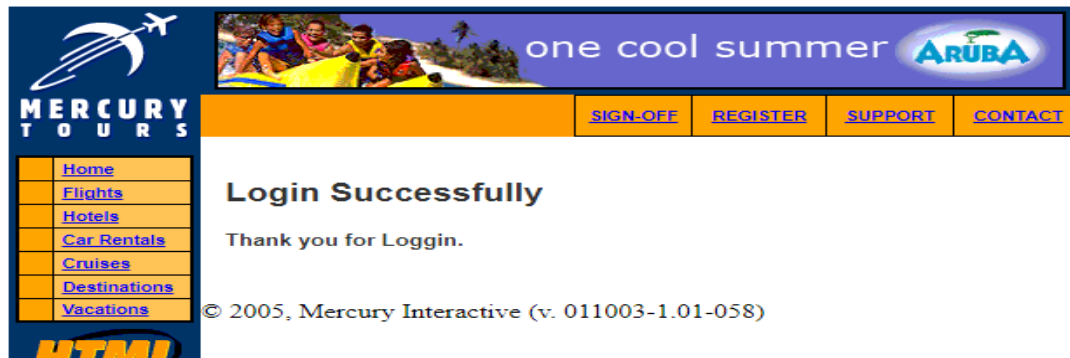 one cool summer ARUBA
MERCURY
TOURS
SIGN-OFF REGISTER SUPPORT CONTACT
Home
Flights
Hotels
Car Rentals
Cruises
Destinations
Vacations
Login Successfully
Thank you for Loggin.
© 2005, Mercury Interactive (v. 011003-1.01-058)
HTML